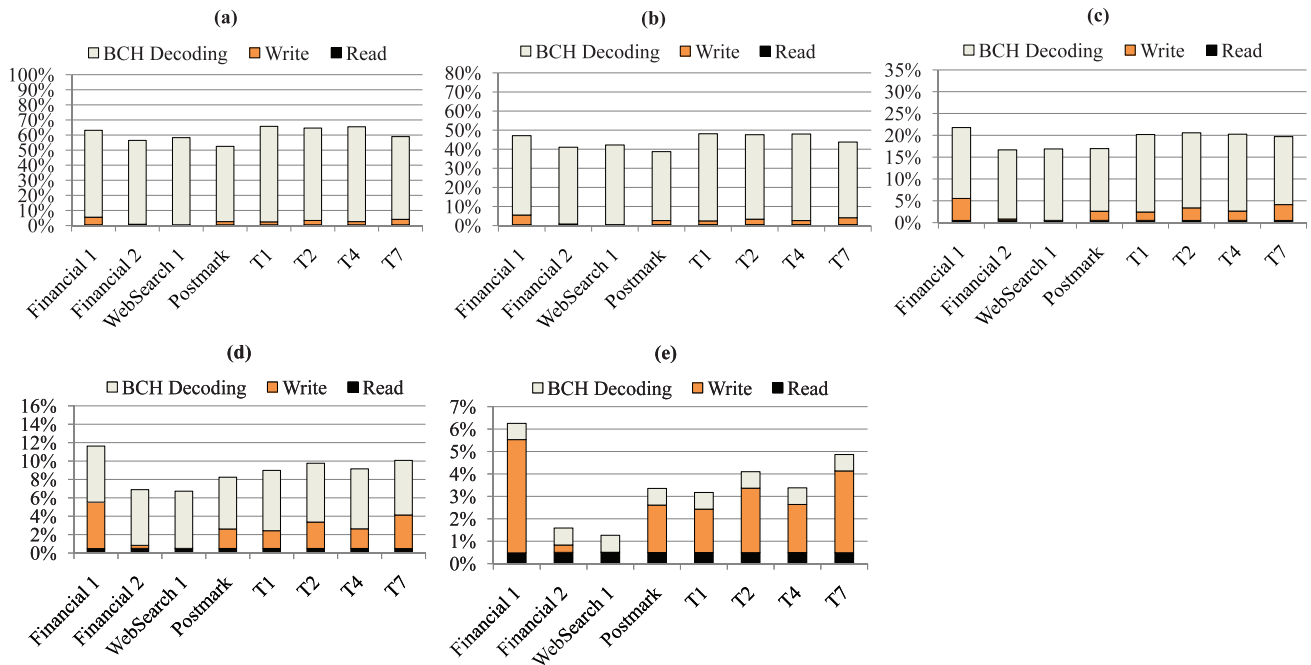 (a)
BCH Decoding Write Read
100%
90%
80%
70%
60%
50%
40%
30%
20%
10%
0%
Financial 1
Financial 2
WebSearch 1
Postmark
T1
T2
T4
T7
(b)
BCH Decoding Write Read
80%
70%
60%
50%
40%
30%
20%
10%
0%
Financial 1
Financial 2
WebSearch 1
Postmark
T1
T2
T4
T7
(c)
BCH Decoding Write Read
35%
30%
25%
20%
15%
10%
5%
0%
Financial 1
Financial 2
WebSearch 1
Postmark
T1
T2
T4
T7
(d)
BCH Decoding Write Read
16%
14%
12%
10%
8%
6%
4%
2%
0%
Financial 1
Financial 2
WebSearch 1
Postmark
T1
T2
T4
T7
(e)
BCH Decoding Write Read
7%
6%
5%
4%
3%
2%
1%
0%
Financial 1
Financial 2
WebSearch 1
Postmark
T1
T2
T4
T7